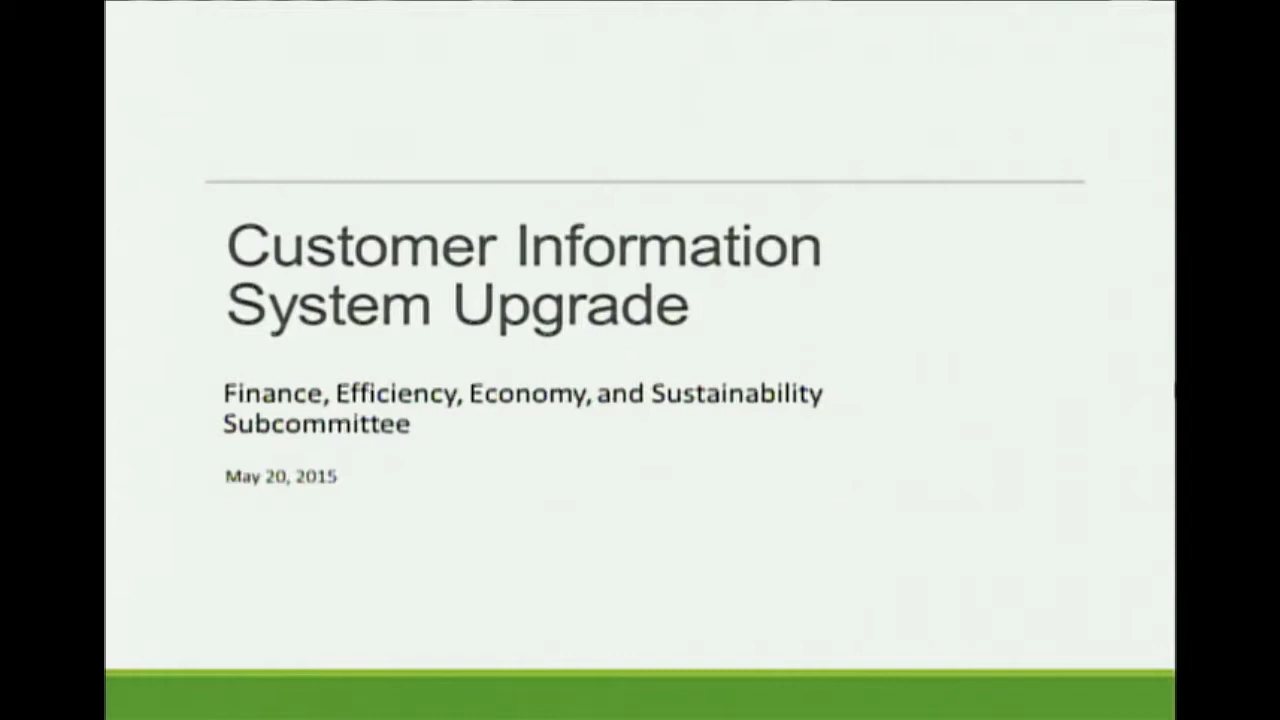 Customer Information
System Upgrade
Finance, Efficiency, Economy, and Sustainability
Subcommittee
May 20, 2015